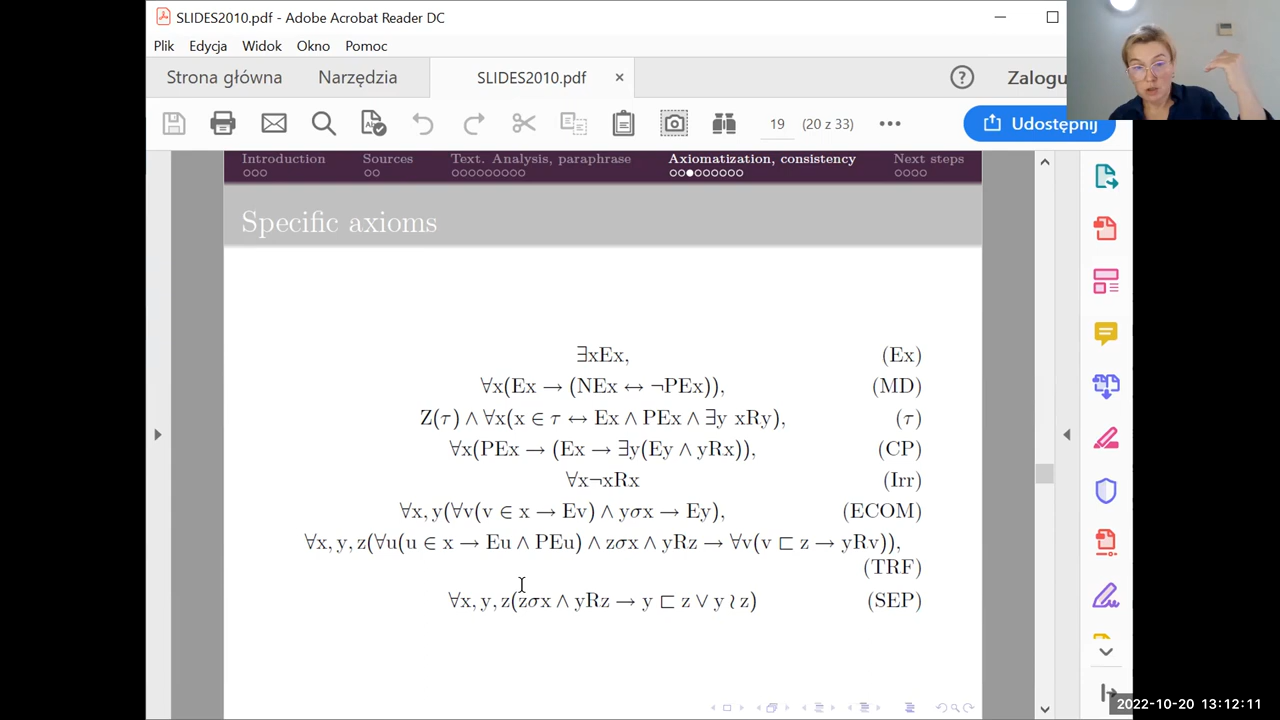 SLIDES2010.pdf - Adobe Acrobat Reader DC
Plik Edycja Widok Okno Pomoc
Strona główna Narzędzia SLIDES2010.pdf × ? Zalogu
19 (20 z 33) ••• Udostępnij
Introduction Sources Text. Analysis, paraphrase Axiomatization, consistency Next steps
Specific axioms
∃xEx, (Ex)
∀x(Ex → (NEx ↔ ¬PEx)), (MD)
Z(τ) ∧ ∀x(x ∈ τ ↔ Ex ∧ PEx ∧ ∃y xRy), (τ)
∀x(PEx → (Ex → ∃y(Ey ∧ yRx)), (CP)
∀x¬xRx (Irr)
∀x, y(∀v(v ∈ x → Ev) ∧ yσx → Ey), (ECOM)
∀x, y, z(∀u(u ∈ x → Eu ∧ PEu) ∧ zσx ∧ yRz → ∀v(v ⊏ z → yRv)),
(TRF)
∀x, y, z(zσx ∧ yRz → y ⊏ z ∨ y ≀ z) (SEP)
2022-10-20 13:12:11